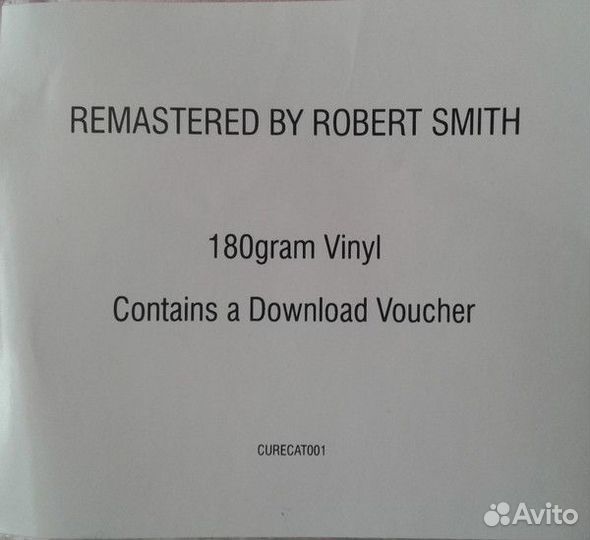 REMASTERED BY ROBERT SMITH
180gram Vinyl
Contains a Download Voucher
CURECAT001
Avito